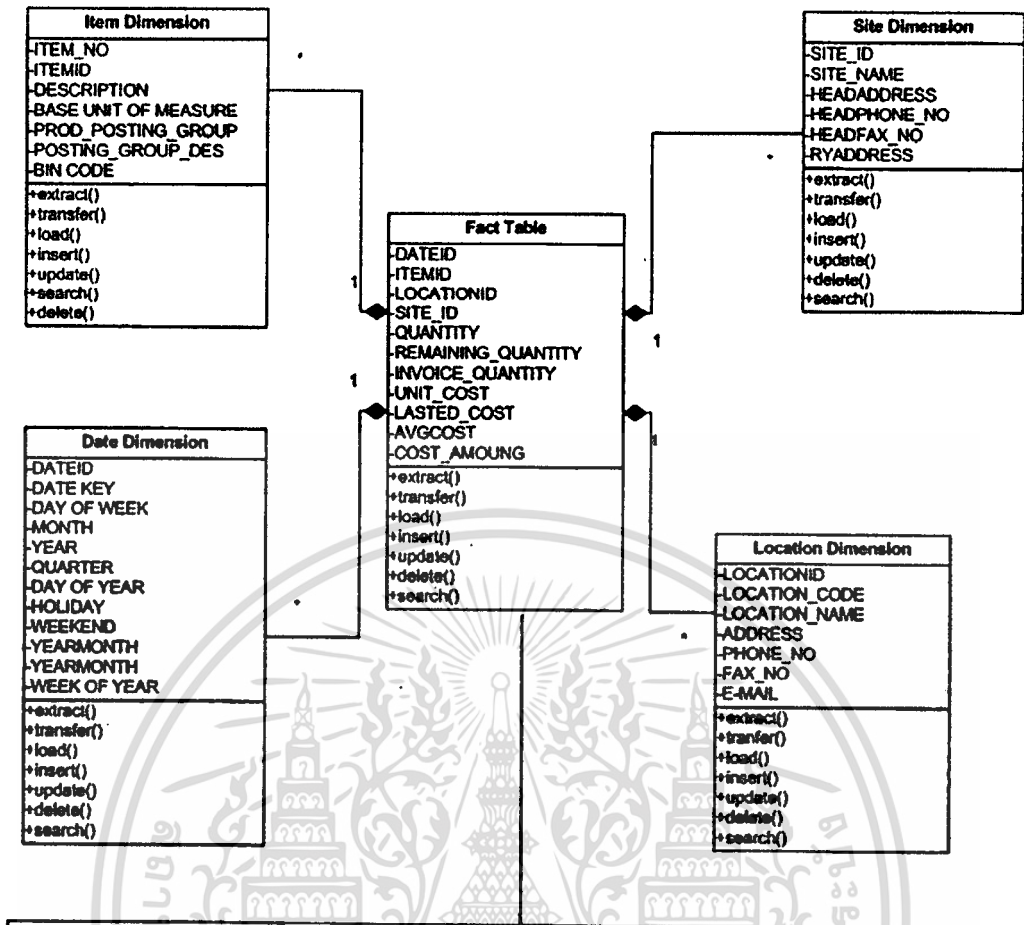 Item Dimension
-ITEM_NO
-ITEMID
-DESCRIPTION
-BASE UNIT OF MEASURE
-PROD_POSTING_GROUP
-POSTING_GROUP_DES
-BIN CODE
+extract()
+transfer()
+load()
+insert()
+update()
+search()
+delete()
Site Dimension
-SITE_ID
-SITE_NAME
-HEADADDRESS
-HEADPHONE_NO
-HEADFAX_NO
-RYADDRESS
+extract()
+transfer()
+load()
+insert()
+update()
+delete()
+search()
Fact Table
-DATEID
-ITEMID
-LOCATIONID
-SITE_ID
-QUANTITY
-REMAINING_QUANTITY
-INVOICE_QUANTITY
-UNIT_COST
-LASTED_COST
-AVGCOST
-COST_AMOUNG
+extract()
+transfer()
+load()
+insert()
+update()
+delete()
+search()
1
1
1
1
Date Dimension
-DATEID
-DATE KEY
-DAY OF WEEK
-MONTH
-YEAR
-QUARTER
-DAY OF YEAR
-HOLIDAY
-WEEKEND
-YEARMONTH
-YEARMONTH
-WEEK OF YEAR
+extract()
+transfer()
+load()
+insert()
+update()
+delete()
+search()
Location Dimension
-LOCATIONID
-LOCATION_CODE
-LOCATION_NAME
-ADDRESS
-PHONE_NO
-FAX_NO
-E-MAIL
+extract()
+tranfer()
+load()
+insert()
+update()
+delete()
+search()